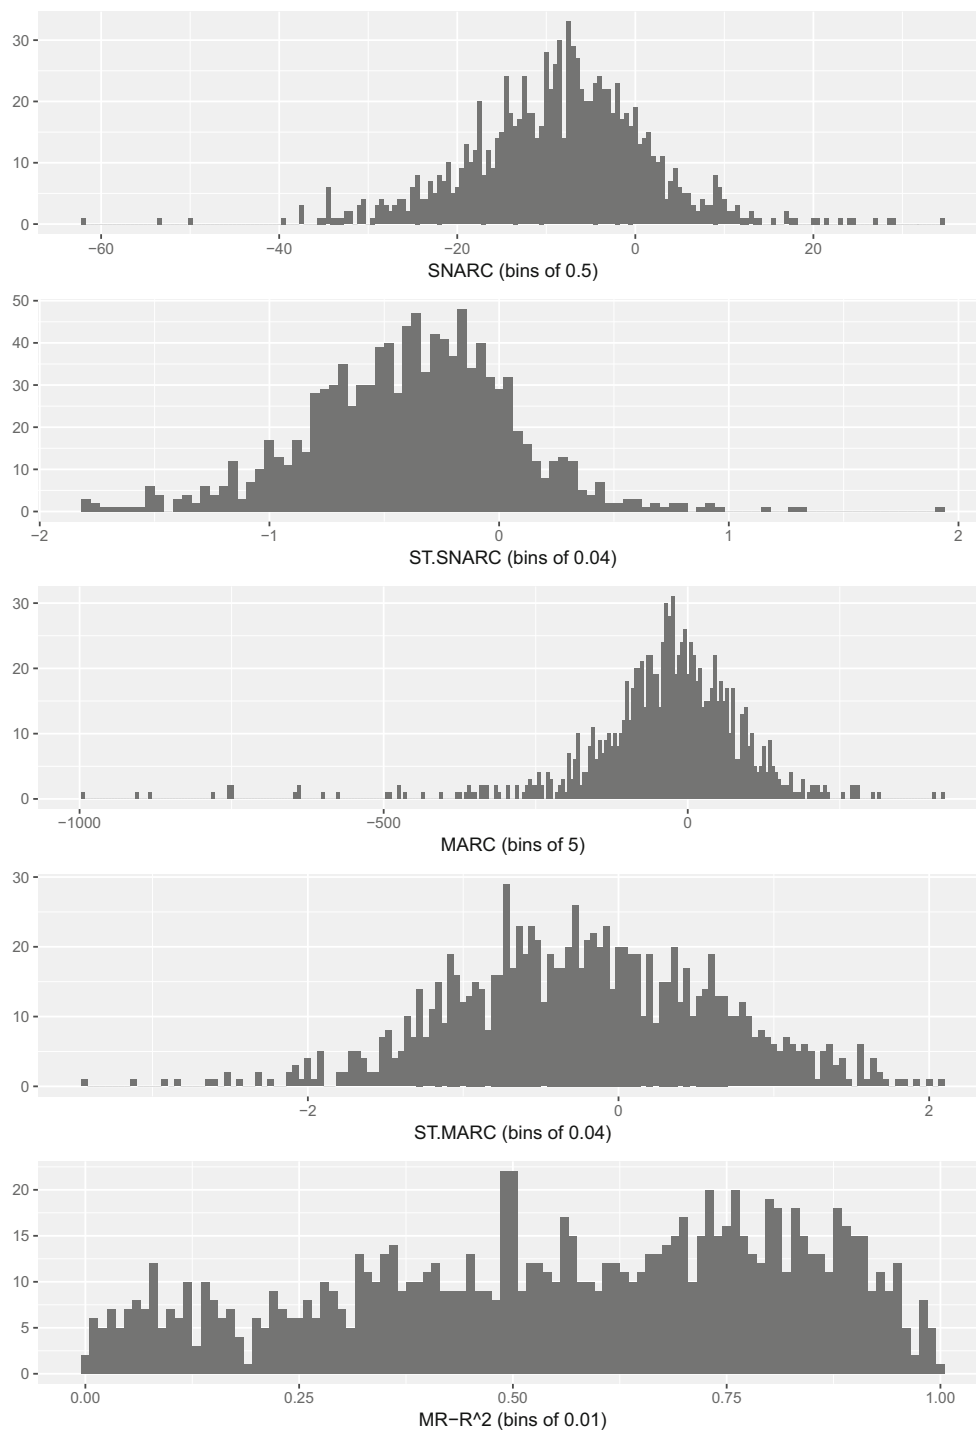 30
20
10
0
−60 −40 −20 0 20
SNARC (bins of 0.5)
50
40
30
20
10
0
−2 −1 0 1 2
ST.SNARC (bins of 0.04)
30
20
10
0
−1000 −500 0
MARC (bins of 5)
30
20
10
0
−2 0 2
ST.MARC (bins of 0.04)
20
15
10
5
0
0.00 0.25 0.50 0.75 1.00
MR−R^2 (bins of 0.01)